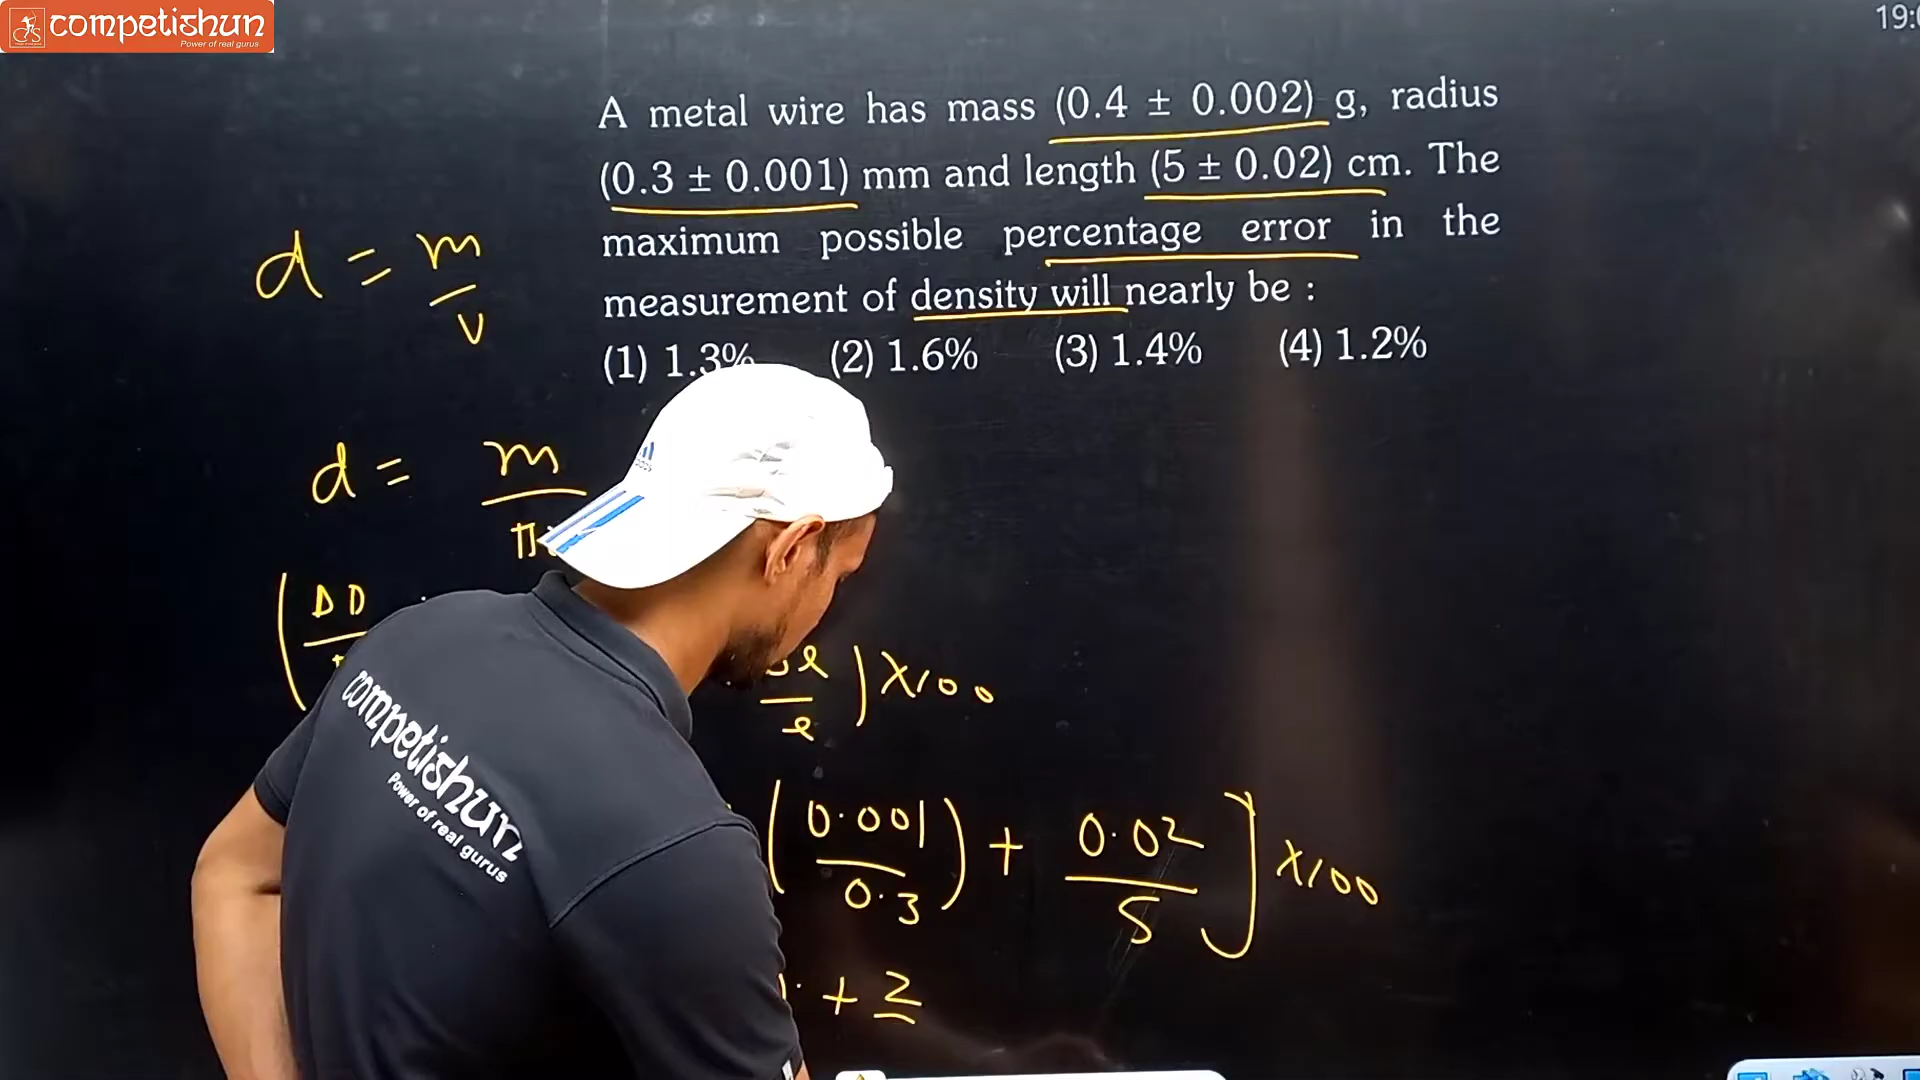 competishun
Power of real gurus
19:
A metal wire has mass (0.4 ± 0.002) g, radius
(0.3 ± 0.001) mm and length (5 ± 0.02) cm. The
maximum possible percentage error in the
measurement of density will nearly be :
(1) 1.3% (2) 1.6% (3) 1.4% (4) 1.2%
d = m
v
d = m
π
( ΔD
Δl ) ×100
l
( 0.001 ) + 0.02 ] ×100
0.3 5
+ 2
competishun
Power of real gurus